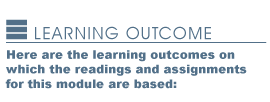 LEARNING OUTCOME
Here are the learning outcomes on
which the readings and assignments
for this module are based: